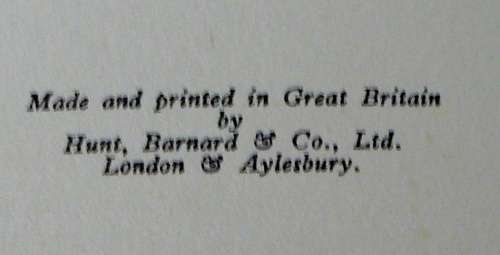 Made and printed in Great Britain
by
Hunt, Barnard & Co., Ltd.
London & Aylesbury.